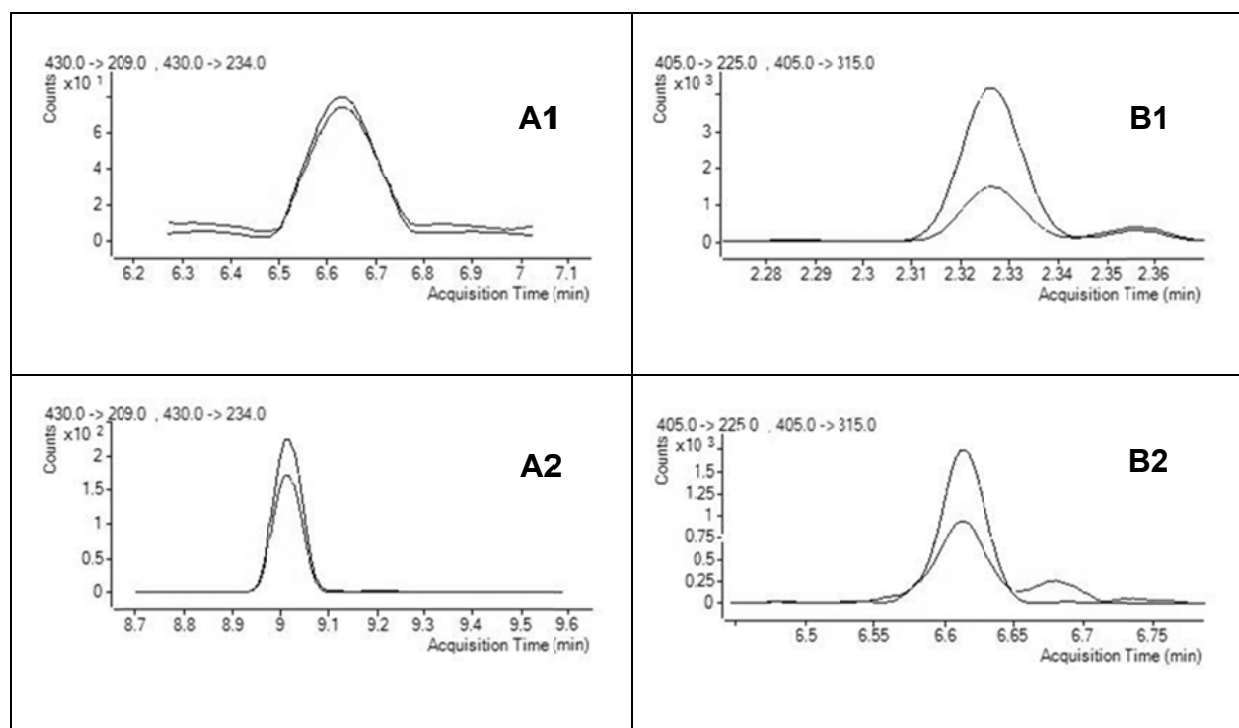 430.0 -> 209.0 , 430.0 -> 234.0
Counts
x10 1
6
4
2
0
6.2 6.3 6.4 6.5 6.6 6.7 6.8 6.9 7 7.1
Acquisition Time (min)
A1
405.0 -> 225.0 , 405.0 -> 315.0
Counts
x10 3
3
2
1
0
2.28 2.29 2.3 2.31 2.32 2.33 2.34 2.35 2.36
Acquisition Time (min)
B1
430.0 -> 209.0 , 430.0 -> 234.0
Counts
x10 2
2
1.5
1
0.5
0
8.7 8.8 8.9 9 9.1 9.2 9.3 9.4 9.5 9.6
Acquisition Time (min)
A2
405.0 -> 225.0 , 405.0 -> 315.0
Counts
x10 3
1.5
1.25
1
0.75
0.5
0.25
0
6.5 6.55 6.6 6.65 6.7 6.75
Acquisition Time (min)
B2